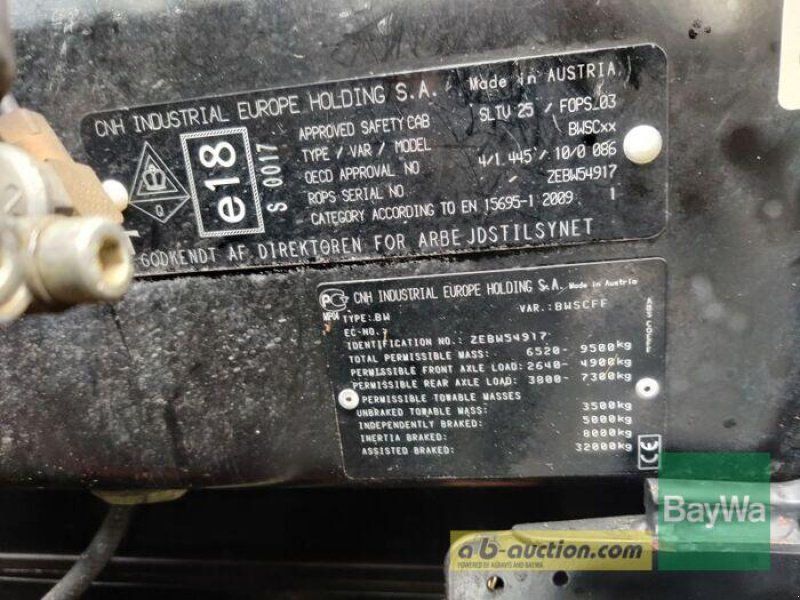 CNH INDUSTRIAL EUROPE HOLDING S.A. Made in AUSTRIA
APPROVED SAFETY CAB SLTV 25 / FOPS_03
TYPE / VAR / MODEL BWSCxx
OECD APPROVAL NO 4/1 445 / 10/0 086
ROPS SERIAL NO / ZEBW54917
CATEGORY ACCORDING TO EN 15695-1 2009 1
e18
S 0017
Q
GODKENDT AF DIREKTOREN FOR ARBEJDSTILSYNET
CNH INDUSTRIAL EUROPE HOLDING S.A. Made in Austria
TYPE:.BW VAR.:BWSCFF
EC-NO.
IDENTIFICATION NO.: ZEBW54917
TOTAL PERMISSIBLE MASS: 6520- 9500kg
PERMISSIBLE FRONT AXLE LOAD: 2640- 4900kg
PERMISSIBLE REAR AXLE LOAD: 3800- 7300kg
PERMISSIBLE TOWABLE MASSES
UNBRAKED TOWABLE MASS: 3500kg
INDEPENDENTLY BRAKED: 5000kg
INERTIA BRAKED: 8000kg
ASSISTED BRAKED: 32000kg
CE
BayWa
ab-auction.com
POWERED BY AGRAVIS AND BAYWA